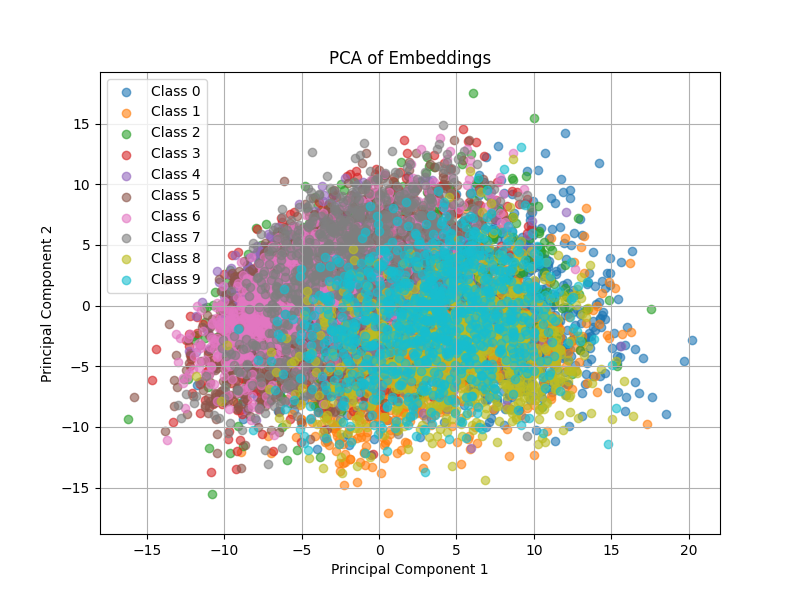 PCA of Embeddings
Class 0
Class 1
Class 2
Class 3
Class 4
Class 5
Class 6
Class 7
Class 8
Class 9
15
10
5
0
−5
−10
−15
Principal Component 2
−15 −10 −5 0 5 10 15 20
Principal Component 1